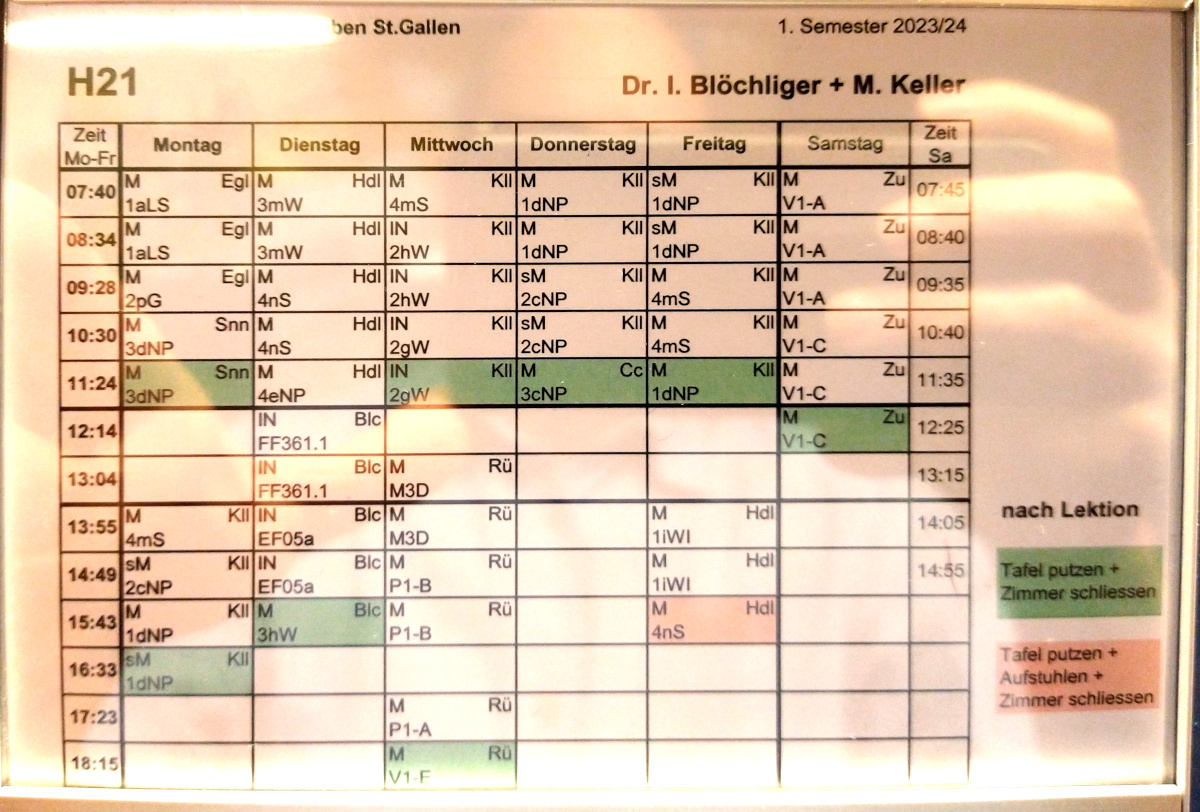 ben St.Gallen 1. Semester 2023/24
H21 Dr. I. Blöchliger + M. Keller
Zeit Mo-Fr Montag Dienstag Mittwoch Donnerstag Freitag Samstag Zeit Sa
07:40 M Egl M Hdl M Kll M Kll sM Kll M Zu 07:45
1aLS 3mW 4mS 1dNP 1dNP V1-A
08:34 M Egl M Hdl IN Kll M Kll sM Kll M Zu 08:40
1aLS 3mW 2hW 1dNP 1dNP V1-A
09:28 M Egl M Hdl IN Kll sM Kll M Kll M Zu 09:35
2pG 4nS 2hW 2cNP 4mS V1-A
10:30 M Snn M Hdl IN Kll sM Kll M Kll M Zu 10:40
3dNP 4nS 2gW 2cNP 4mS V1-C
11:24 M Snn M Hdl IN Kll M Cc M Kll M Zu 11:35
3dNP 4eNP 2gW 3cNP 1dNP V1-C
12:14 IN Blc M Zu 12:25
FF361.1 V1-C
13:04 IN Blc M Rü 13:15
FF361.1 M3D
13:55 M Kll IN Blc M Rü M Hdl 14:05
4mS EF05a M3D 1iWI
14:49 sM Kll IN Blc M Rü M Hdl 14:55
2cNP EF05a P1-B 1iWI
15:43 M Kll M Blc M Rü M Hdl
1dNP 3hW P1-B 4nS
16:33 sM Kll
1dNP
17:23 M Rü
P1-A
18:15 M Rü
nach Lektion
Tafel putzen +
Zimmer schliessen
Tafel putzen +
Aufstuhlen +
Zimmer schliessen